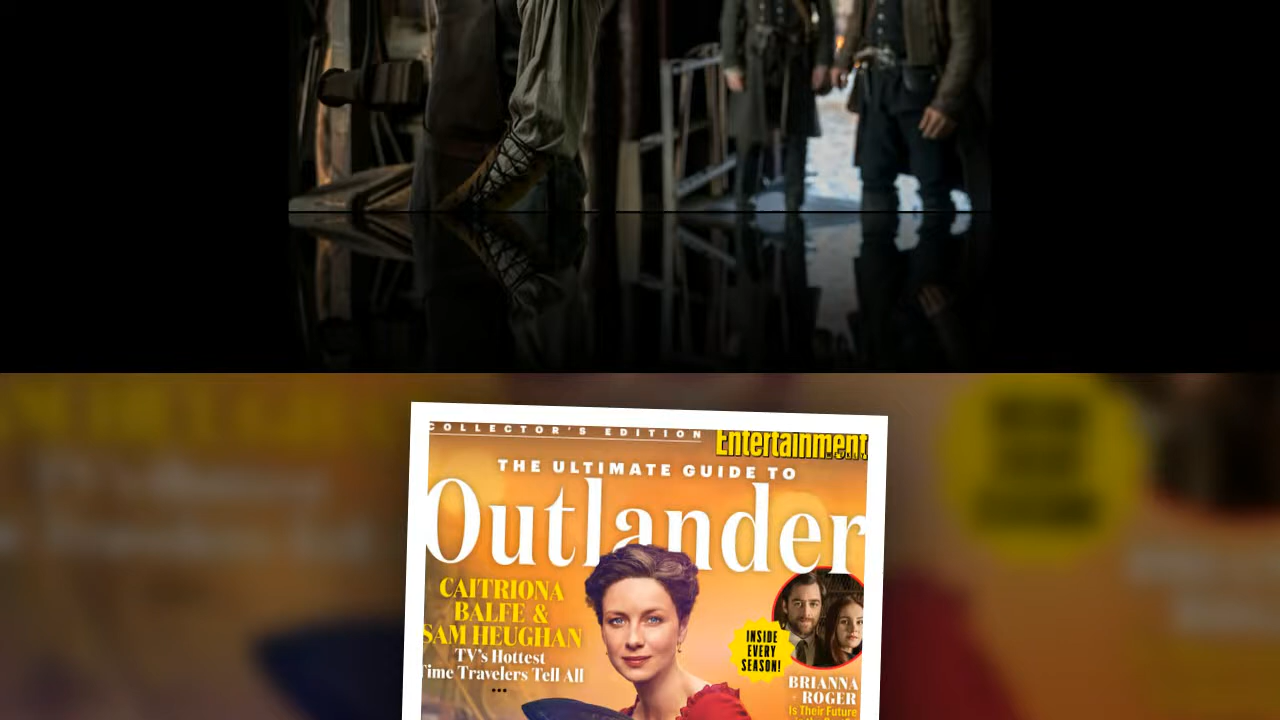 COLLECTOR'S EDITION
Entertainment
THE ULTIMATE GUIDE TO
Outlander
CAITRIONA
BALFE &
SAM HEUGHAN
TV's Hottest
Time Travelers Tell All
•••
INSIDE
EVERY
SEASON!
BRIANNA
+ ROGER
Is Their Future